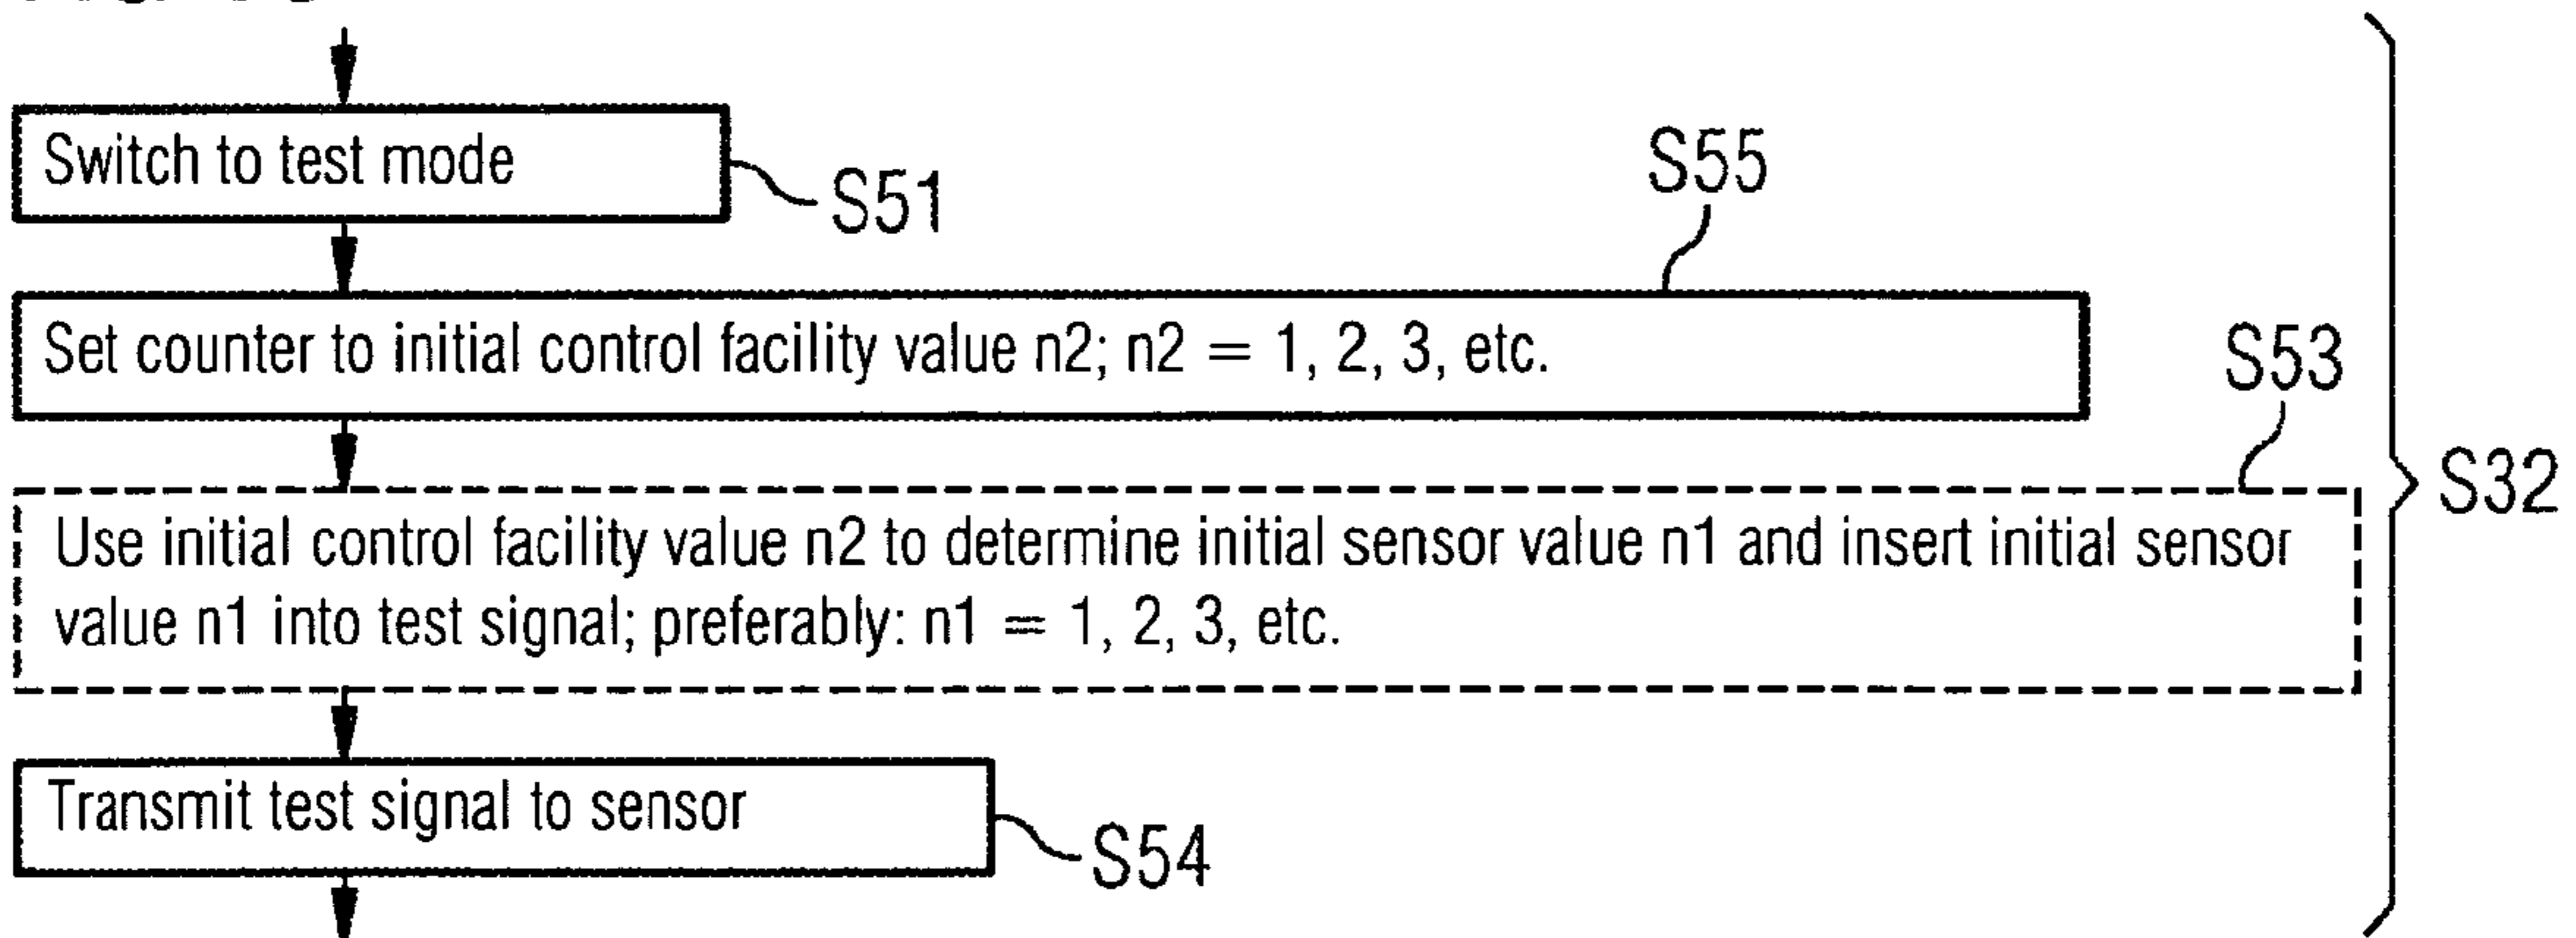 Switch to test mode
S51
S55
Set counter to initial control facility value n2; n2 = 1, 2, 3, etc.
S53
Use initial control facility value n2 to determine initial sensor value n1 and insert initial sensor
value n1 into test signal; preferably: n1 = 1, 2, 3, etc.
S32
Transmit test signal to sensor
S54